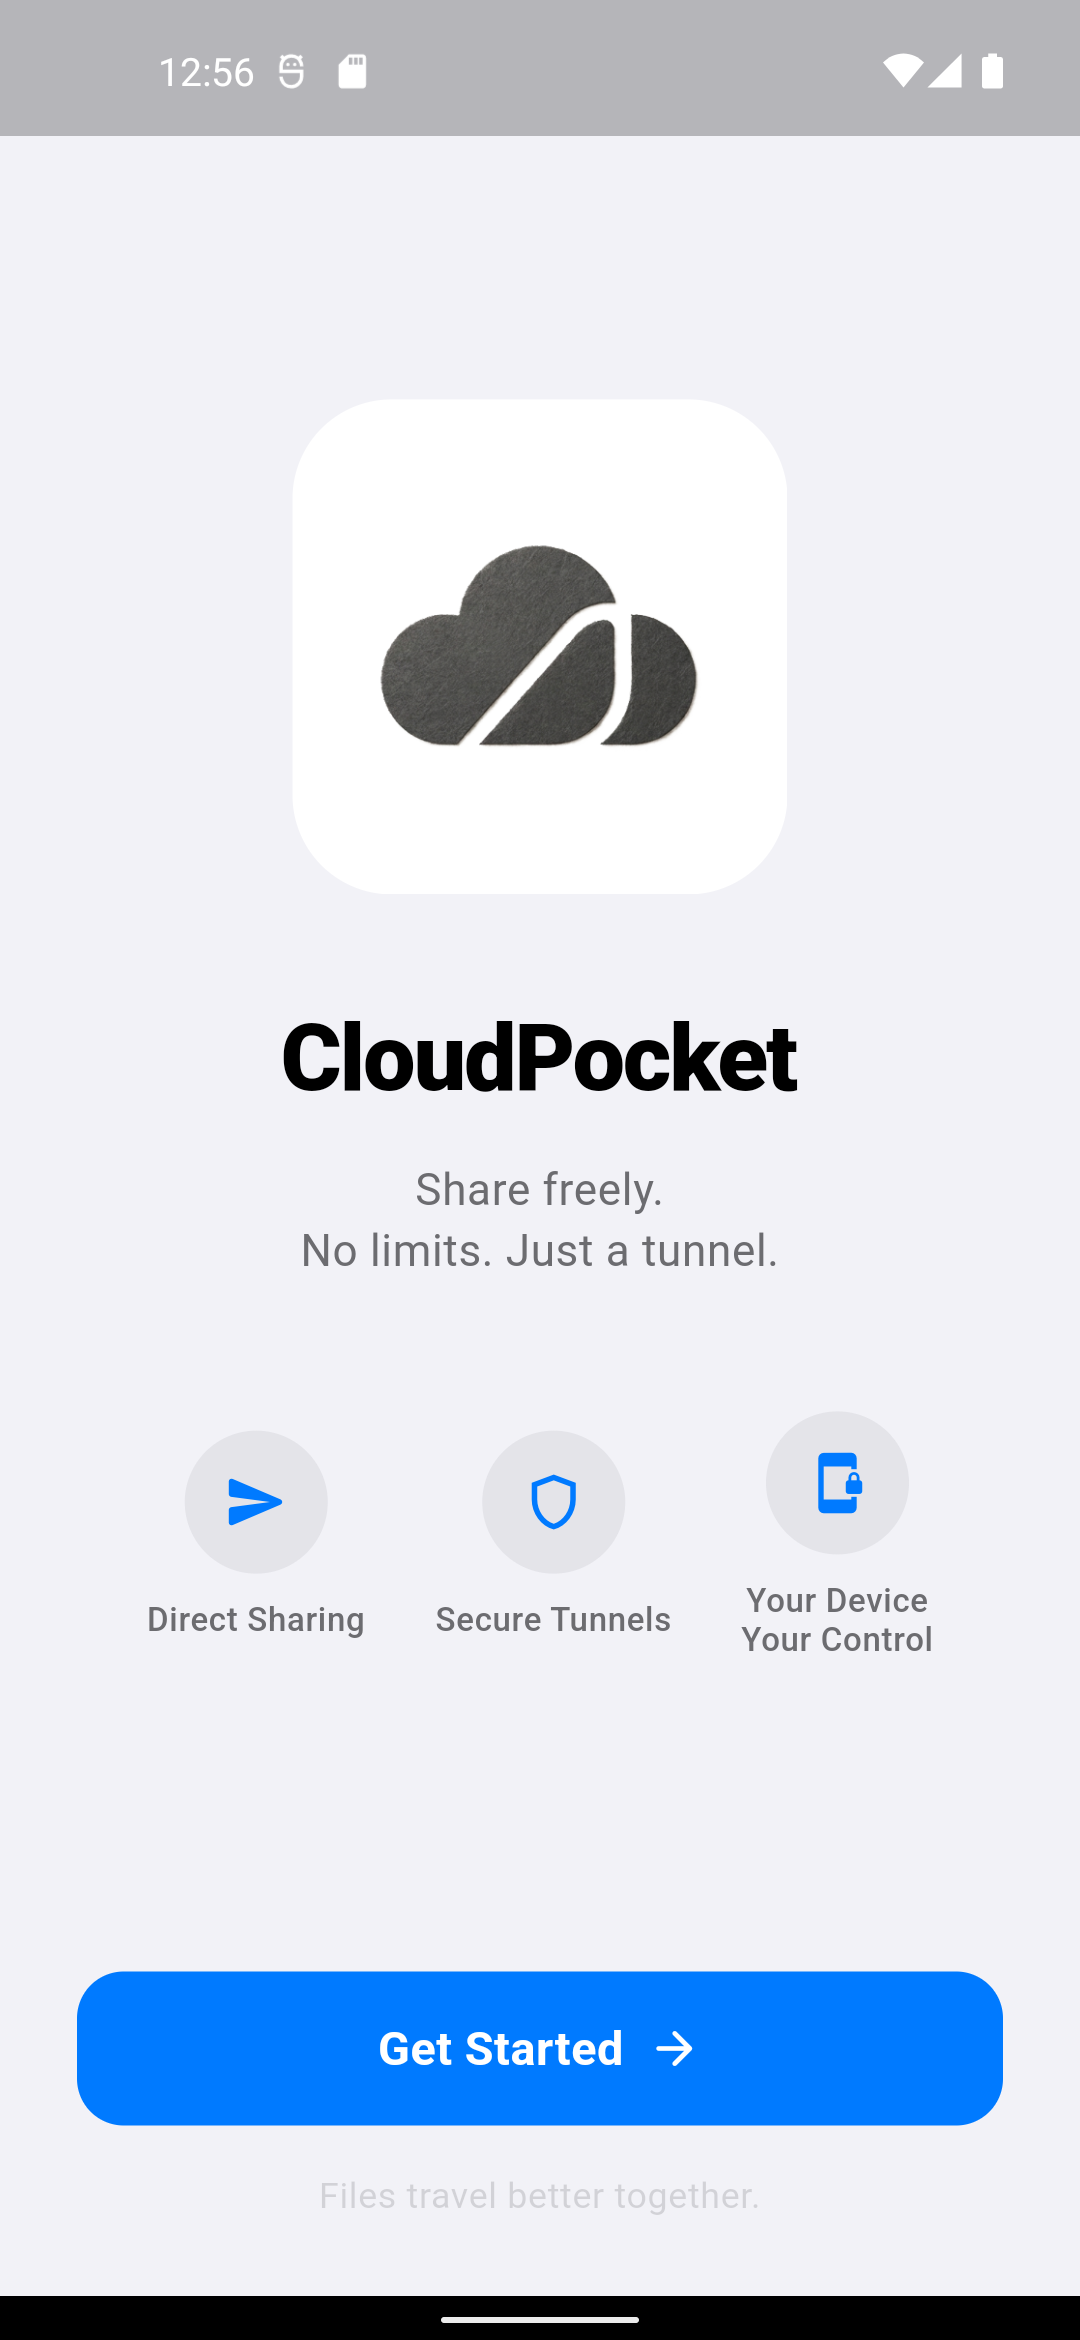 12:56
CloudPocket
Share freely.
No limits. Just a tunnel.
Direct Sharing
Secure Tunnels
Your Device
Your Control
Get Started
Files travel better together.